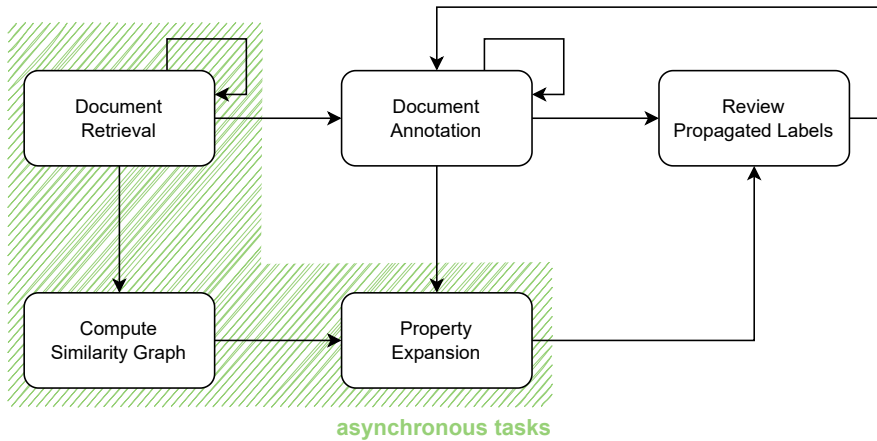 Document
Retrieval
Document
Annotation
Review
Propagated Labels
Compute
Similarity Graph
Property
Expansion
asynchronous tasks